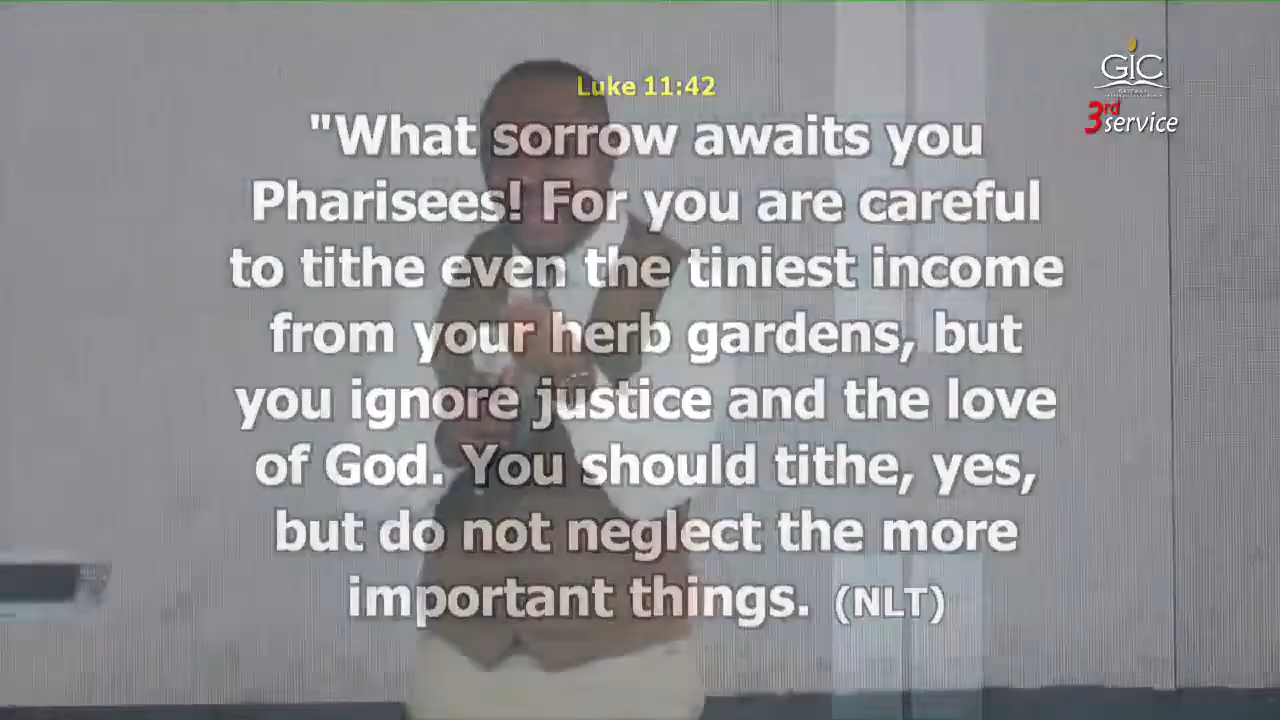 Luke 11:42
"What sorrow awaits you
Pharisees! For you are careful
to tithe even the tiniest income
from your herb gardens, but
you ignore justice and the love
of God. You should tithe, yes,
but do not neglect the more
important things. (NLT)
GIC
3rd service